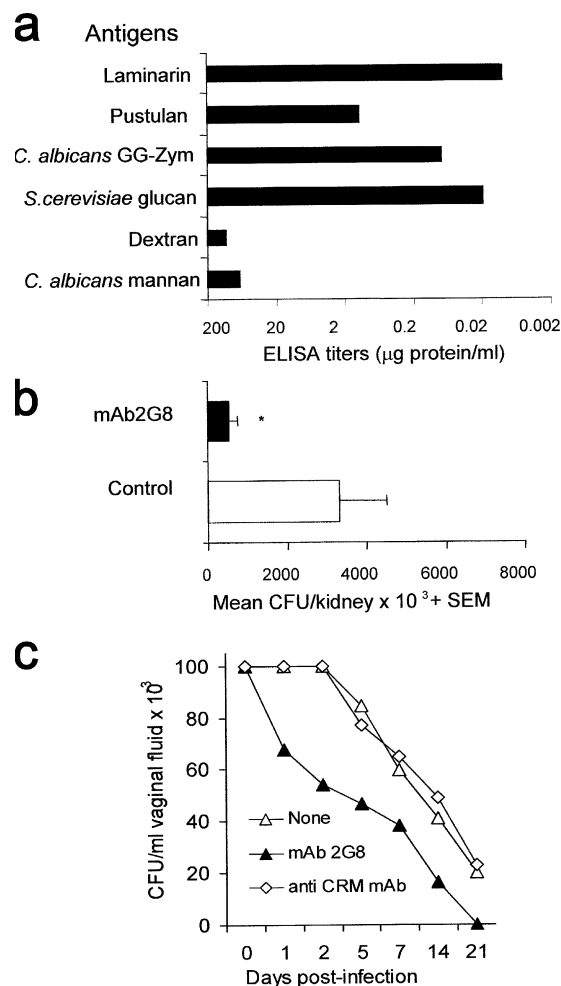 a
Antigens
Laminarin
Pustulan
C. albicans GG-Zym
S.cerevisiae glucan
Dextran
C. albicans mannan
200 20 2 0.2 0.02 0.002
ELISA titers (μg protein/ml)
b
mAb2G8
*
Control
0 2000 4000 6000 8000
Mean CFU/kidney x 10 3 + SEM
c
CFU/ml vaginal fluid x 10³
100
80
60
40
20
0
None
mAb 2G8
anti CRM mAb
0 1 2 5 7 14 21
Days post-infection